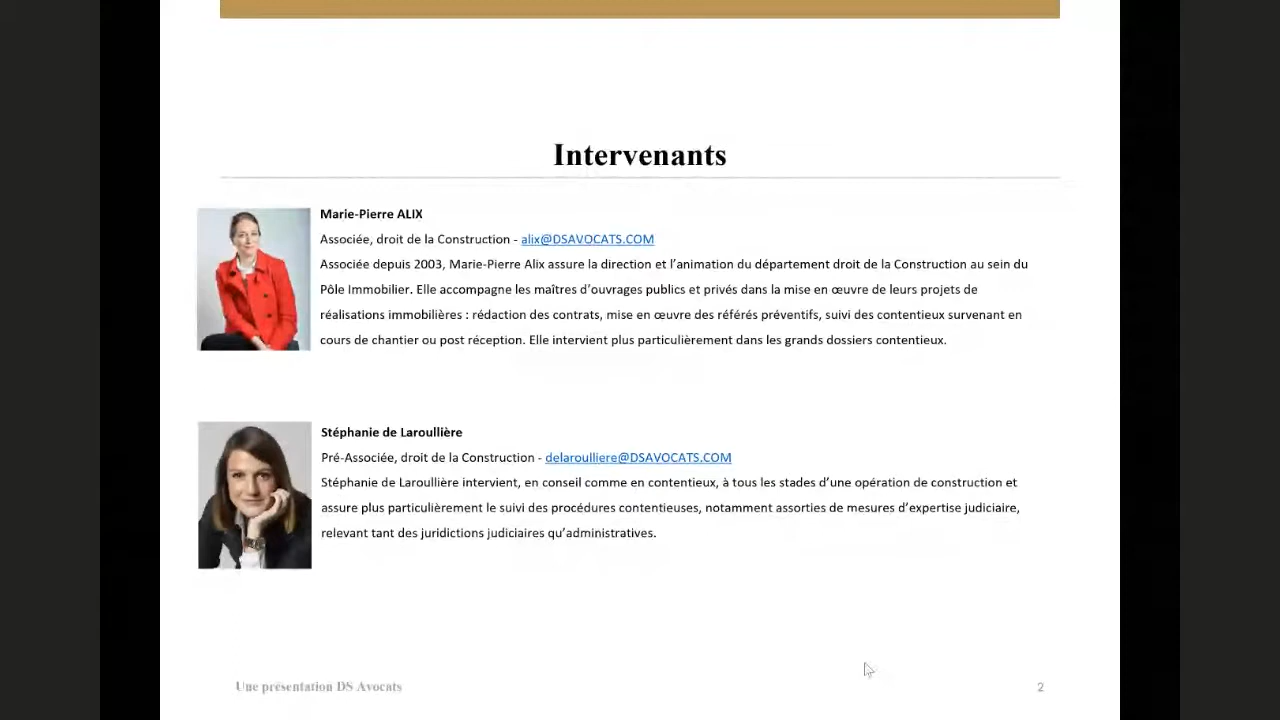 Intervenants
Marie-Pierre ALIX
Associée, droit de la Construction - alix@DSAVOCATS.COM
Associée depuis 2003, Marie-Pierre Alix assure la direction et l’animation du département droit de la Construction au sein du
Pôle Immobilier. Elle accompagne les maîtres d’ouvrages publics et privés dans la mise en œuvre de leurs projets de
réalisations immobilières : rédaction des contrats, mise en œuvre des référés préventifs, suivi des contentieux survenant en
cours de chantier ou post réception. Elle intervient plus particulièrement dans les grands dossiers contentieux.
Stéphanie de Laroullière
Pré-Associée, droit de la Construction - delaroulliere@DSAVOCATS.COM
Stéphanie de Laroullière intervient, en conseil comme en contentieux, à tous les stades d’une opération de construction et
assure plus particulièrement le suivi des procédures contentieuses, notamment assorties de mesures d’expertise judiciaire,
relevant tant des juridictions judiciaires qu’administratives.
Une présentation DS Avocats
2